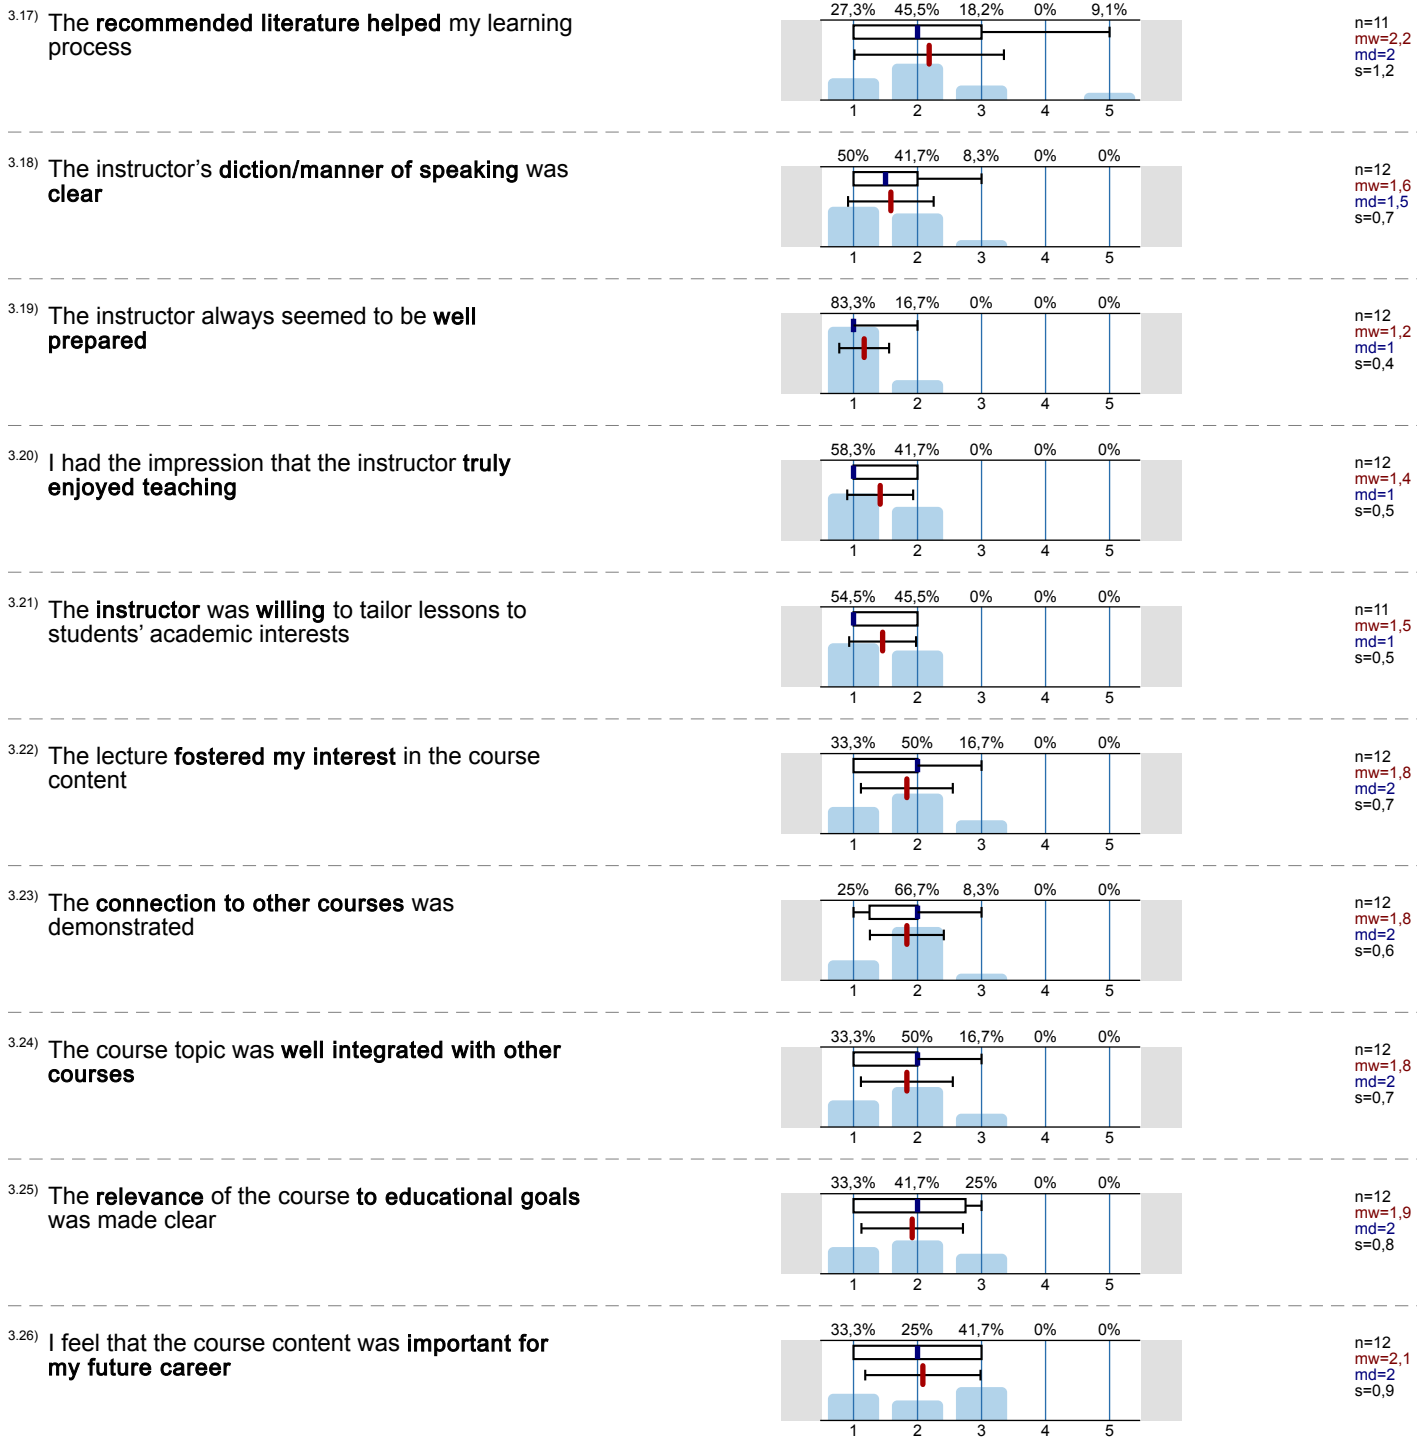 3.17) The recommended literature helped my learning
process
27,3% 45,5% 18,2% 0% 9,1%
1 2 3 4 5
n=11
mw=2,2
md=2
s=1,2
3.18) The instructor’s diction/manner of speaking was
clear
50% 41,7% 8,3% 0% 0%
1 2 3 4 5
n=12
mw=1,6
md=1,5
s=0,7
3.19) The instructor always seemed to be well
prepared
83,3% 16,7% 0% 0% 0%
1 2 3 4 5
n=12
mw=1,2
md=1
s=0,4
3.20) I had the impression that the instructor truly
enjoyed teaching
58,3% 41,7% 0% 0% 0%
1 2 3 4 5
n=12
mw=1,4
md=1
s=0,5
3.21) The instructor was willing to tailor lessons to
students’ academic interests
54,5% 45,5% 0% 0% 0%
1 2 3 4 5
n=11
mw=1,5
md=1
s=0,5
3.22) The lecture fostered my interest in the course
content
33,3% 50% 16,7% 0% 0%
1 2 3 4 5
n=12
mw=1,8
md=2
s=0,7
3.23) The connection to other courses was
demonstrated
25% 66,7% 8,3% 0% 0%
1 2 3 4 5
n=12
mw=1,8
md=2
s=0,6
3.24) The course topic was well integrated with other
courses
33,3% 50% 16,7% 0% 0%
1 2 3 4 5
n=12
mw=1,8
md=2
s=0,7
3.25) The relevance of the course to educational goals
was made clear
33,3% 41,7% 25% 0% 0%
1 2 3 4 5
n=12
mw=1,9
md=2
s=0,8
3.26) I feel that the course content was important for
my future career
33,3% 25% 41,7% 0% 0%
1 2 3 4 5
n=12
mw=2,1
md=2
s=0,9